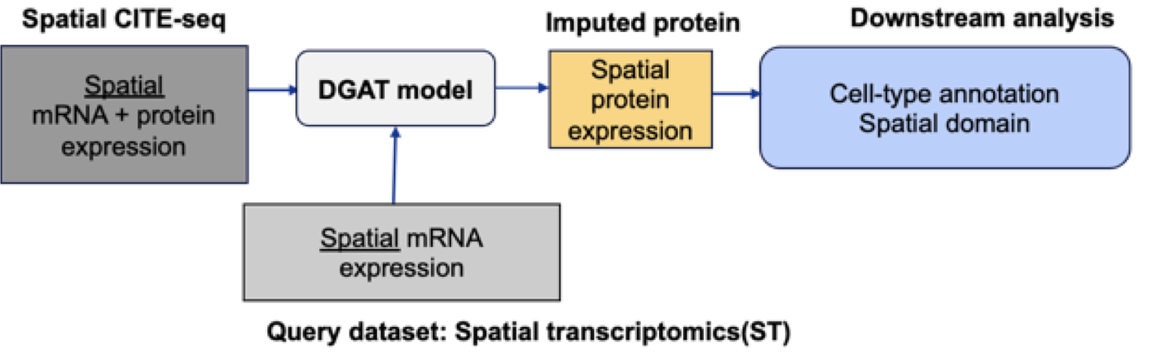 Spatial CITE-seq
Spatial
mRNA + protein
expression
DGAT model
Imputed protein
Spatial
protein
expression
Downstream analysis
Cell-type annotation
Spatial domain
Spatial mRNA
expression
Query dataset: Spatial transcriptomics(ST)